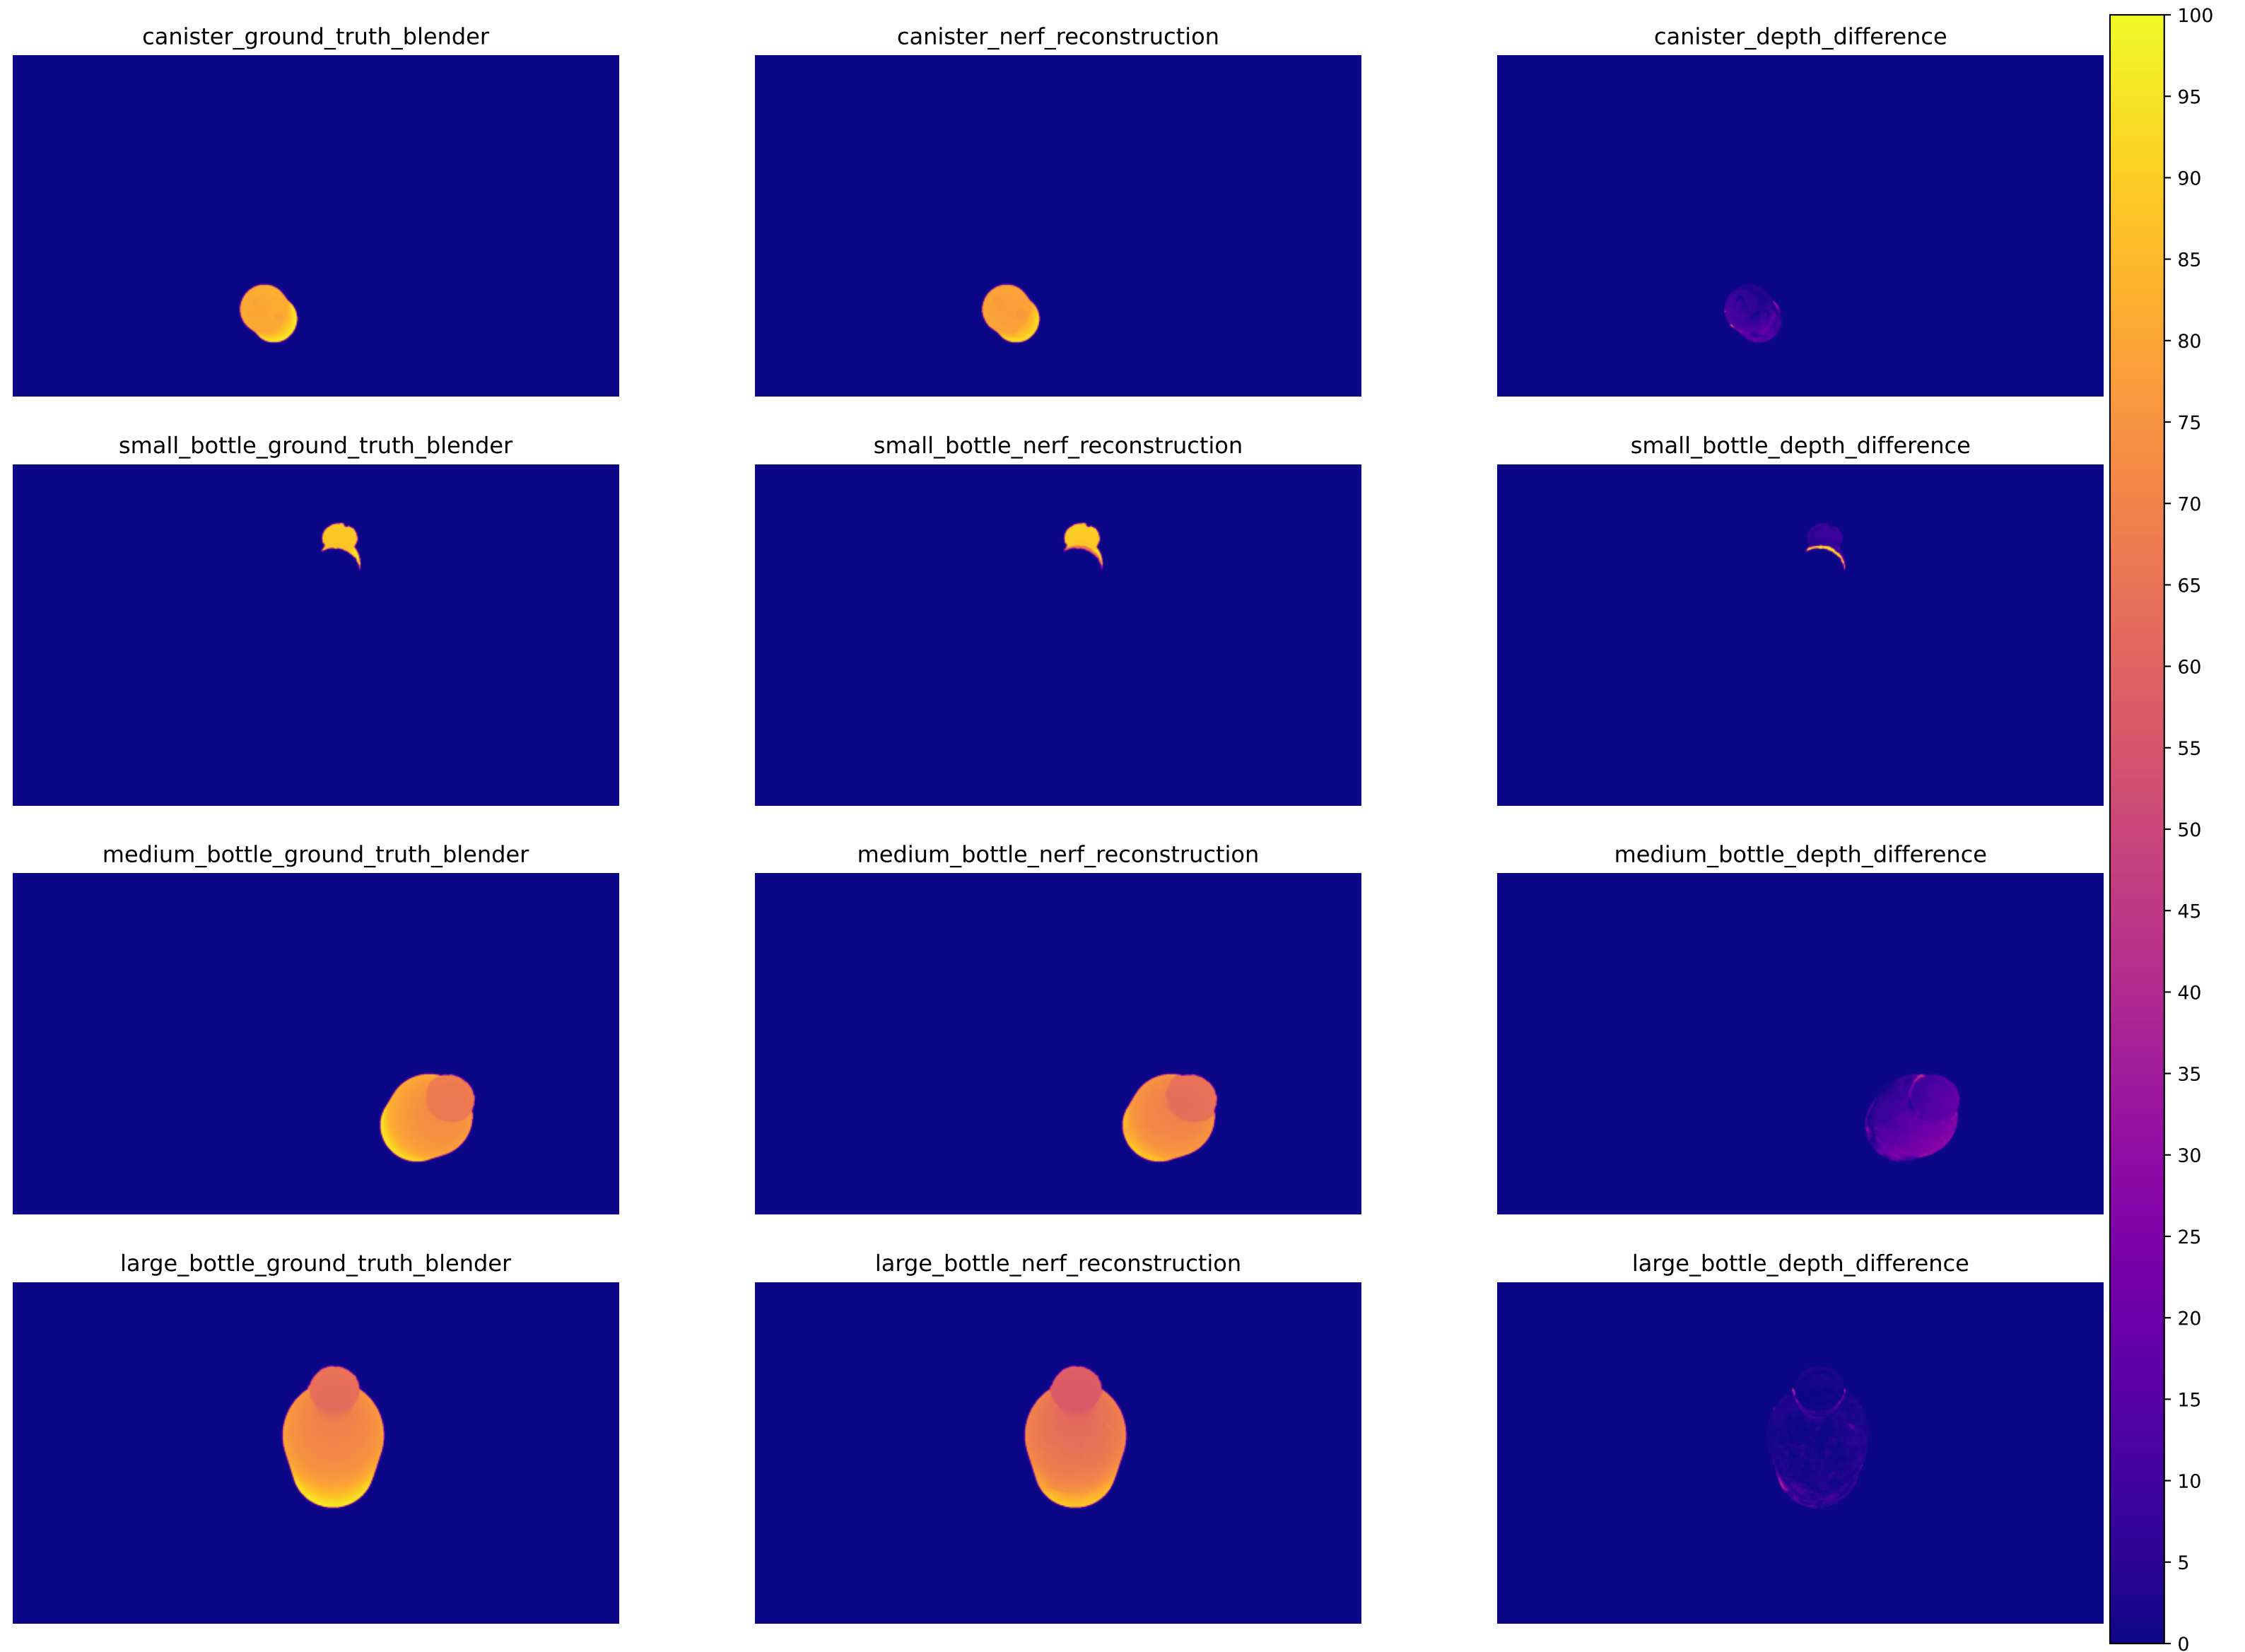 canister_ground_truth_blender
canister_nerf_reconstruction
canister_depth_difference
small_bottle_ground_truth_blender
small_bottle_nerf_reconstruction
small_bottle_depth_difference
medium_bottle_ground_truth_blender
medium_bottle_nerf_reconstruction
medium_bottle_depth_difference
large_bottle_ground_truth_blender
large_bottle_nerf_reconstruction
large_bottle_depth_difference
100
95
90
85
80
75
70
65
60
55
50
45
40
35
30
25
20
15
10
5
0